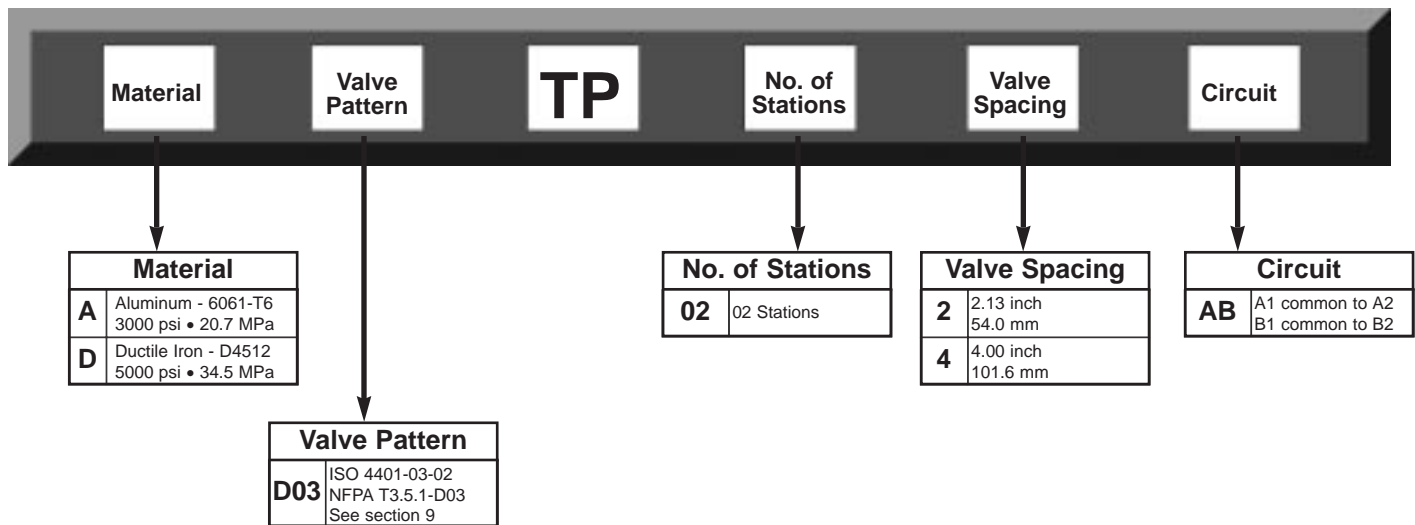 Material
Valve
Pattern
TP
No. of
Stations
Valve
Spacing
Circuit
Material
A
Aluminum - 6061-T6
3000 psi • 20.7 MPa
D
Ductile Iron - D4512
5000 psi • 34.5 MPa
Valve Pattern
D03
ISO 4401-03-02
NFPA T3.5.1-D03
See section 9
No. of Stations
02
02 Stations
Valve Spacing
2
2.13 inch
54.0 mm
4
4.00 inch
101.6 mm
Circuit
AB
A1 common to A2
B1 common to B2